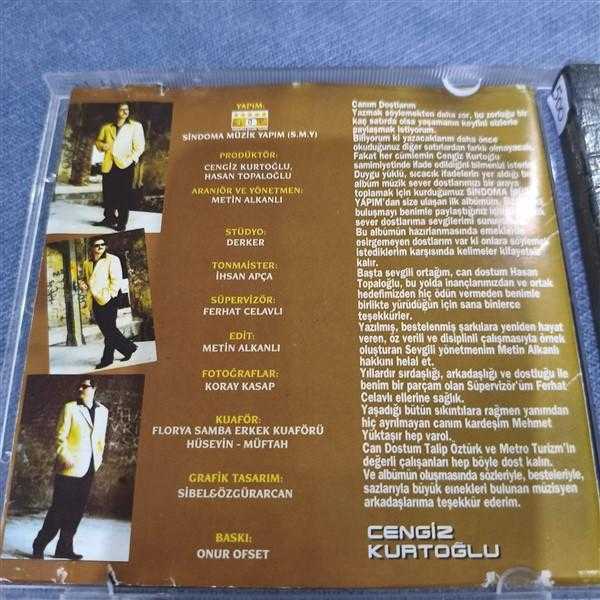 YAPIM:
SİNDOMA MÜZİK YAPIM (S.M.Y)
PRODÜKTÖR:
CENGİZ KURTOĞLU,
HASAN TOPALOĞLU
ARANJÖR VE YÖNETMEN:
METİN ALKANLI
STÜDYO:
DERKER
TONMAİSTER:
İHSAN APÇA
SÜPERVİZÖR:
FERHAT CELAVLI
EDİT:
METİN ALKANLI
FOTOĞRAFLAR:
KORAY KASAP
KUAFÖR:
FLORYA SAMBA ERKEK KUAFÖRÜ
HÜSEYİN - MÜFTAH
GRAFİK TASARIM:
SİBEL&ÖZGÜRARCAN
BASKI:
ONUR OFSET
Canım Dostlarım
Yazmak söylemekten daha zor, bu zorluğu bir
kaç satırda olsa yaşamanın keyfini sizlerle
paylaşmak istiyorum.
Biliyorum ki yazacaklarım daha önce
okuduğunuz diğer satırlardan farklı olmayacak.
Fakat her cümlemin Cengiz Kurtoğlu
samimiyetinde ifade edildiğini bilmenizi isterim.
Duygu yüklü, sıcacık ifadelerin yer aldığı bir
albüm müzik sever dostlarımızı bir araya
toplamak için kurduğumuz SİNDOMA
YAPIM'dan size ulaşan ilk albümüm,
buluşmayı benimle paylaştığınız için
sever dostlarıma sevgilerimi
Bu albümün hazırlanmasında emeklerini
esirgemeyen dostlarım var ki onlara söylemek
istediklerim karşısında kelimeler kifayetsiz
kalır.
Başta sevgili ortağım, can dostum Hasan
Topaloğlu, bu yolda inançlarımızdan ve ortak
hedefimizden hiç ödün vermeden benimle
birlikte yürüdüğün için sana binlerce
teşekkürler.
Yazılmış, bestelenmiş şarkılara yeniden hayat
veren, öz verili ve disiplinli çalışmasıyla örnek
oluşturan Sevgili yönetmenim Metin Alkanlı
hakkını helal et.
Yıllardır sırdaşlığı, arkadaşlığı ve dostluğu ile
benim bir parçam olan Süpervizör'üm Ferhat
Celavlı ellerine sağlık.
Yaşadığı bütün sıkıntılara rağmen yanımdan
hiç ayrılmayan canım kardeşim Mehmet
Yüktaşır hep varol.
Can Dostum Talip Öztürk ve Metro Turizm'in
değerli çalışanları hep böyle dost kalın.
Ve albümün oluşmasında sözleriyle, besteleriyle,
sazlarıyla büyük emekleri bulunan müzisyen
arkadaşlarıma teşekkür ederim.
CENGİZ
KURTOĞLU